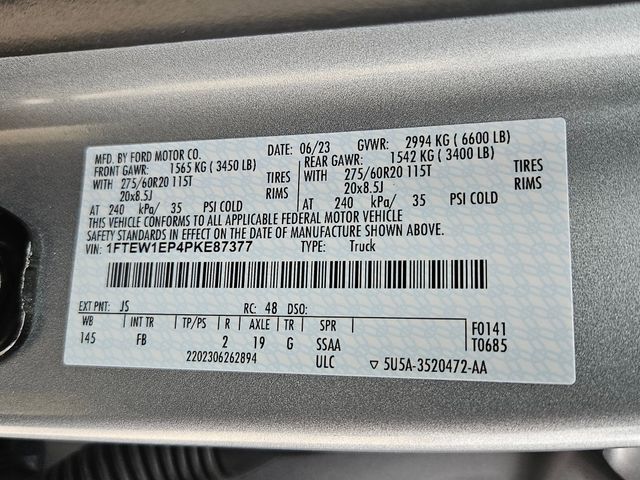 MFD. BY FORD MOTOR CO. DATE: 06/23 GVWR: 2994 KG ( 6600 LB)
FRONT GAWR: 1565 KG ( 3450 LB) REAR GAWR: 1542 KG ( 3400 LB)
WITH 275/60R20 115T TIRES WITH 275/60R20 115T TIRES
20x8.5J RIMS 20x8.5J RIMS
AT 240 kPa/ 35 PSI COLD AT 240 kPa/ 35 PSI COLD
THIS VEHICLE CONFORMS TO ALL APPLICABLE FEDERAL MOTOR VEHICLE
SAFETY STANDARDS IN EFFECT ON THE DATE OF MANUFACTURE SHOWN ABOVE.
VIN: 1FTEW1EP4PKE87377 TYPE: Truck
EXT PNT: JS RC: 48 DSO:
WB INT TR TP/PS R AXLE TR SPR F0141
145 FB 2 19 G SSAA T0685
2202306262894 ULC ▽ 5U5A-3520472-AA